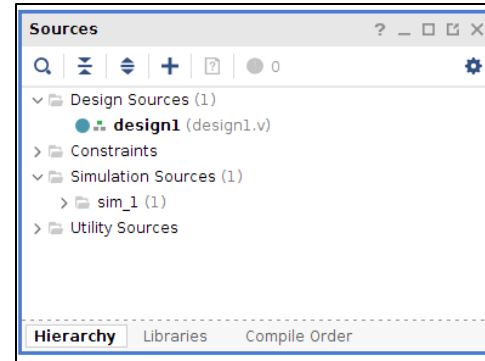 Sources ? _
0
Design Sources (1)
design1 (design1.v)
Constraints
Simulation Sources (1)
sim_1 (1)
Utility Sources
Hierarchy Libraries Compile Order